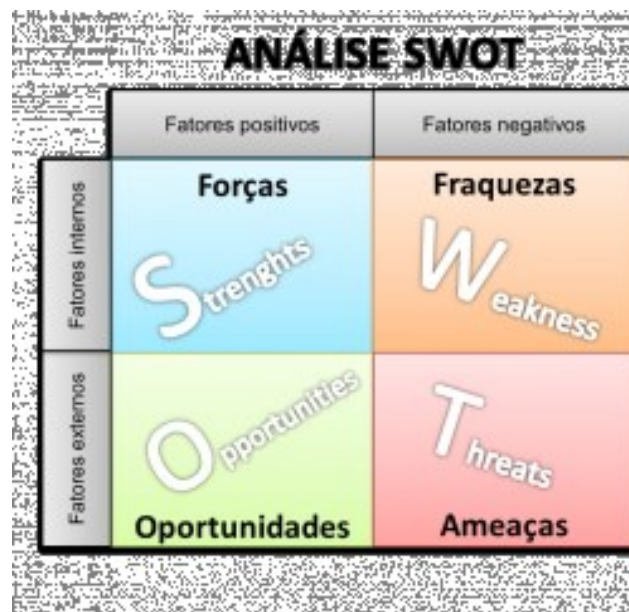 ANÁLISE SWOT
Fatores positivos
Fatores negativos
Fatores internos
Forças
Strenghts
Fraquezas
Weakness
Fatores externos
Opportunities
Oportunidades
Threats
Ameaças